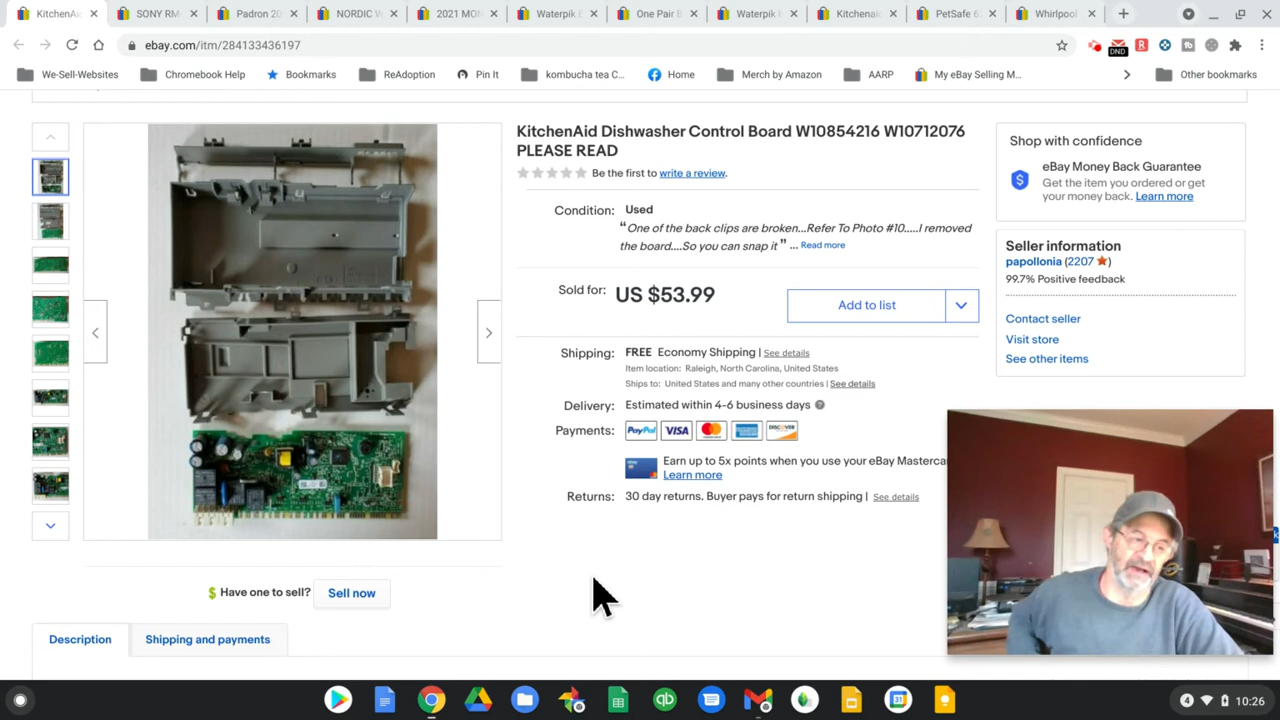 KitchenAi
SONY RM
Padron 20
NORDIC W
2021 MON
Waterpik E
One Pair B
Waterpik
Kitchenai
PetSafe 6
Whirlpool
ebay.com/itm/284133436197
DND
We-Sell-Websites
Chromebook Help
Bookmarks
ReAdoption
Pin It
kombucha tea C...
Home
Merch by Amazon
AARP
My eBay Selling M...
Other bookmarks
KitchenAid Dishwasher Control Board W10854216 W10712076
PLEASE READ
Be the first to write a review.
Condition: Used
“One of the back clips are broken...Refer To Photo #10.....I removed
the board....So you can snap it ” ... Read more
Sold for: US $53.99
Add to list
Shipping: FREE Economy Shipping | See details
Item location: Raleigh, North Carolina, United States
Ships to: United States and many other countries | See details
Delivery: Estimated within 4-6 business days
Payments: PayPal VISA
DISCOVER
Earn up to 5x points when you use your eBay Masterca
Learn more
Returns: 30 day returns. Buyer pays for return shipping | See details
Shop with confidence
eBay Money Back Guarantee
Get the item you ordered or get
your money back. Learn more
Seller information
papollonia (2207)
99.7% Positive feedback
Contact seller
Visit store
See other items
$ Have one to sell? Sell now
Description
Shipping and payments
31
4
10:26